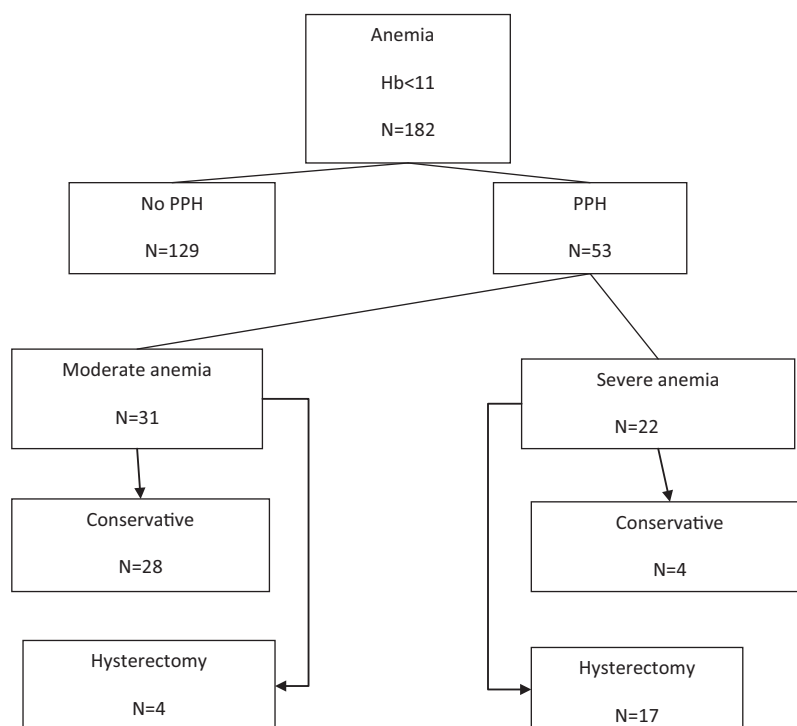 Anemia
Hb<11
N=182
No PPH
N=129
PPH
N=53
Moderate anemia
N=31
Severe anemia
N=22
Conservative
N=28
Conservative
N=4
Hysterectomy
N=4
Hysterectomy
N=17